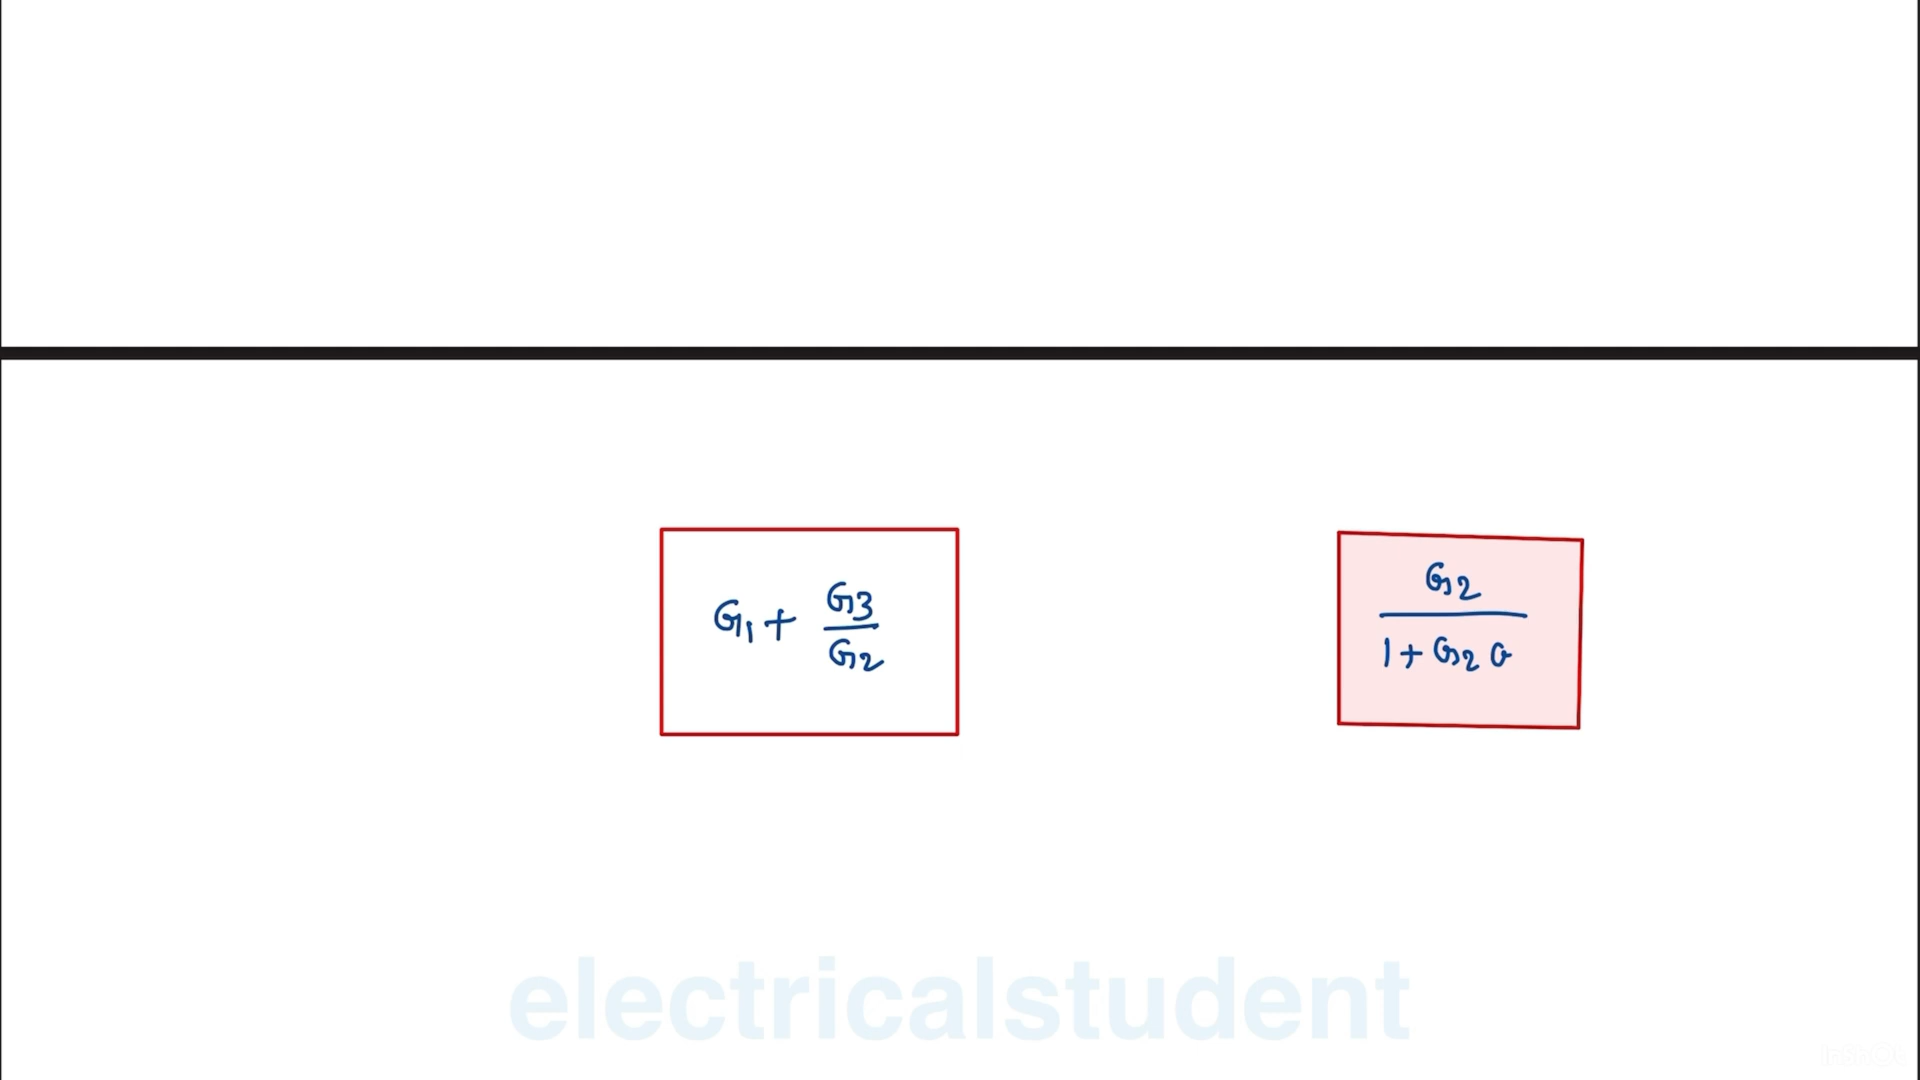 G1 + G3/G2
G2/(1 + G2 G
electricalstudent